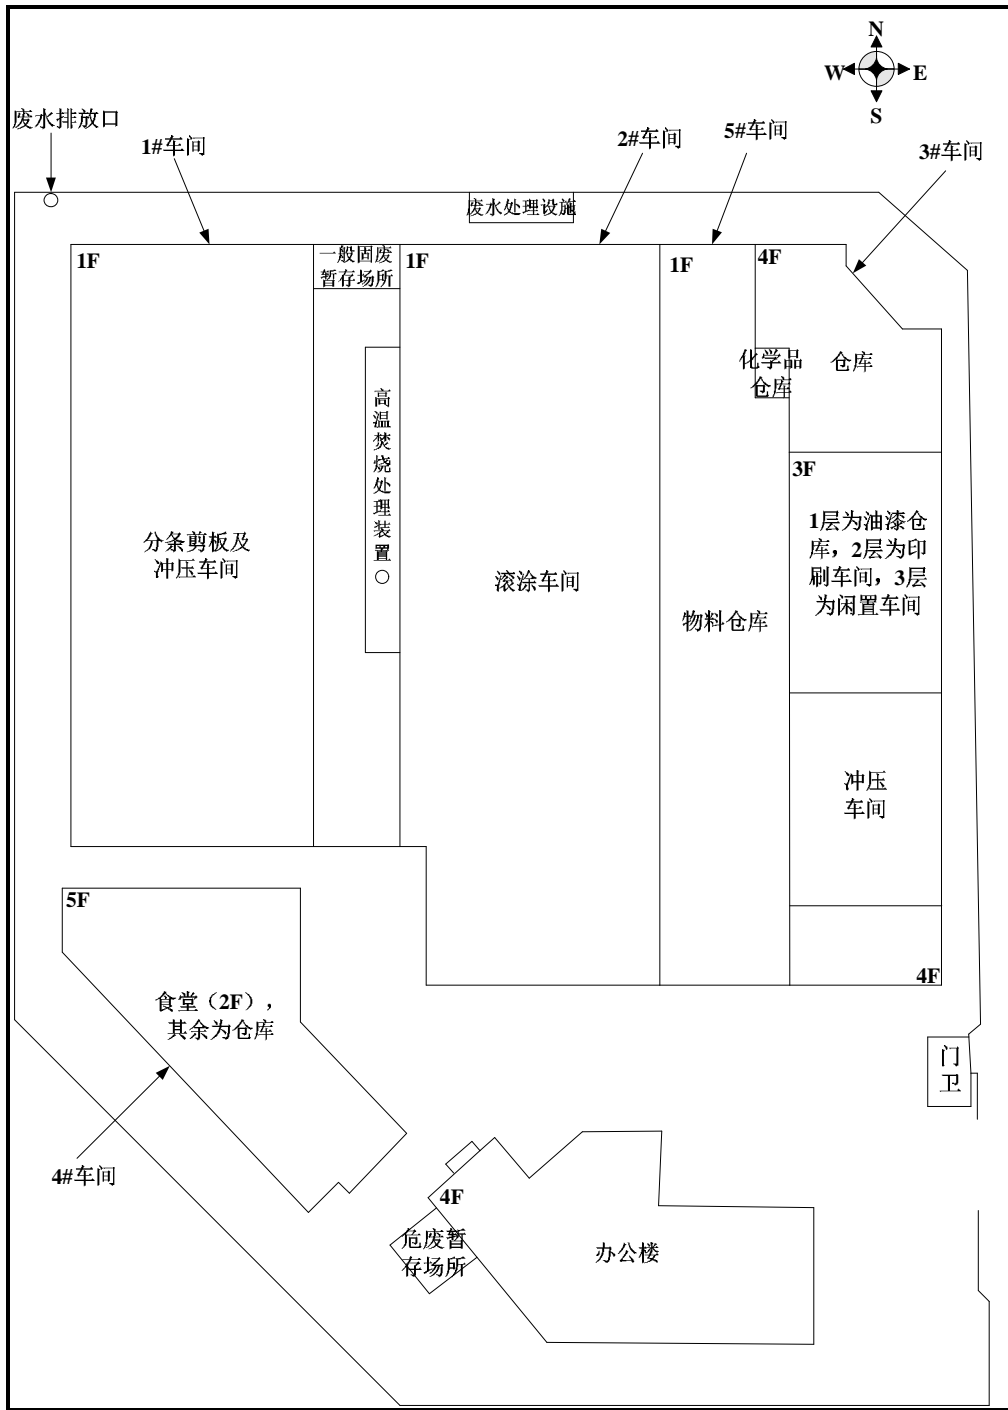 N
W
E
S
废水排放口
1#车间
2#车间
5#车间
3#车间
废水处理设施
1F
一般固废
暂存场所
1F
1F
4F
化学品
仓库
仓库
高
温
焚
烧
处
理
装
置
3F
1层为油漆仓
库，2层为印
刷车间，3层
为闲置车间
分条剪板及
冲压车间
滚涂车间
物料仓库
冲压
车间
4F
5F
食堂（2F），
其余为仓库
门
卫
4#车间
4F
危废暂
存场所
办公楼